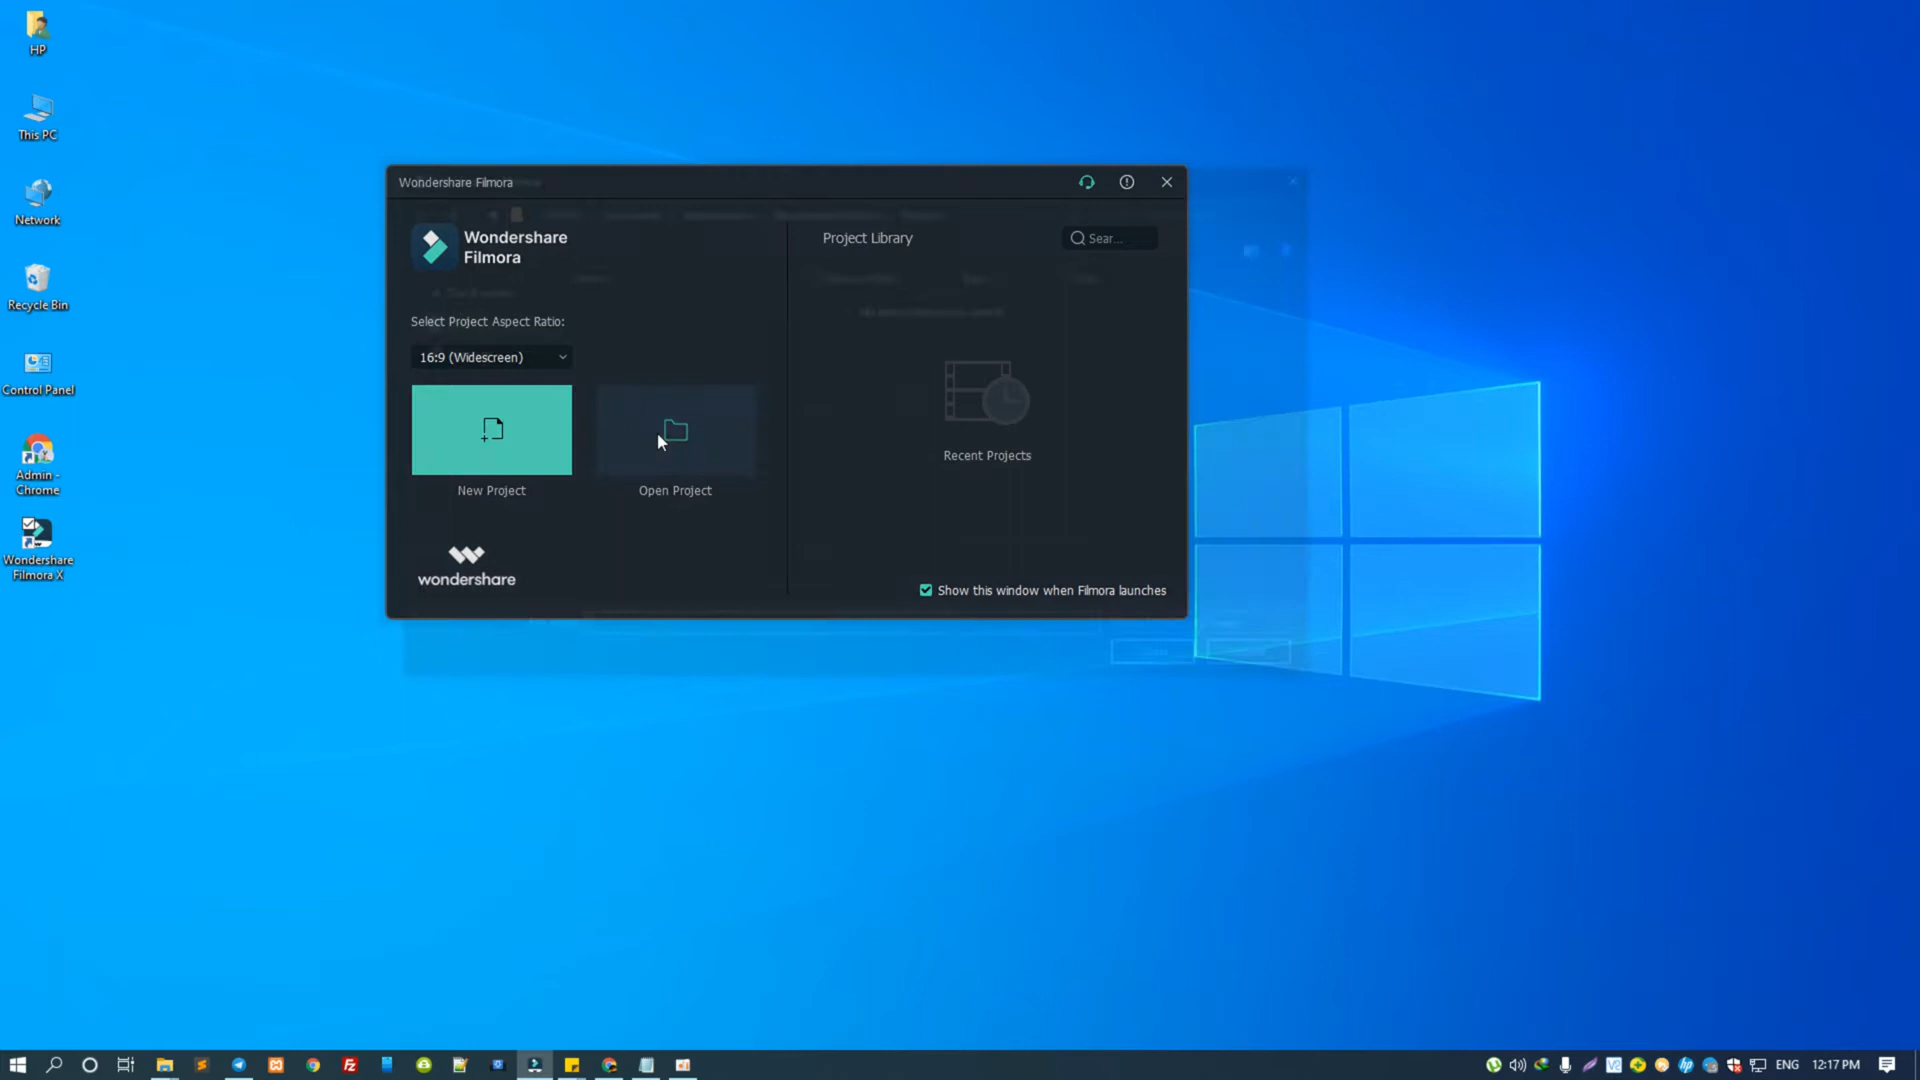 HP
This PC
Network
Recycle Bin
Control Panel
Admin -
Chrome
Wondershare
Filmora X
Wondershare Filmora
Wondershare
Filmora
Select Project Aspect Ratio:
16:9 (Widescreen)
New Project
Open Project
wondershare
Project Library
Sear...
Recent Projects
Show this window when Filmora launches
ENG
12:17 PM